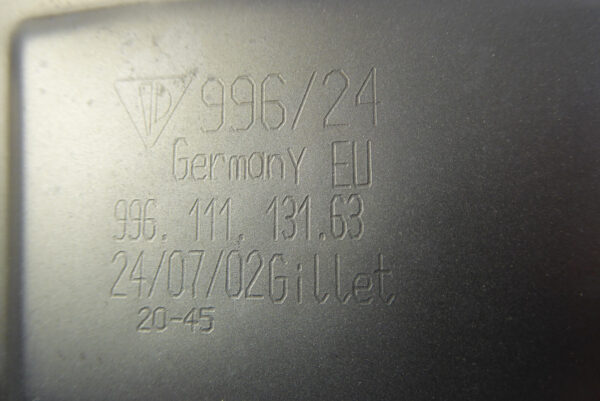 996/24
Germany EU
996. 111. 131.63
24/07/02Gillet
20-45